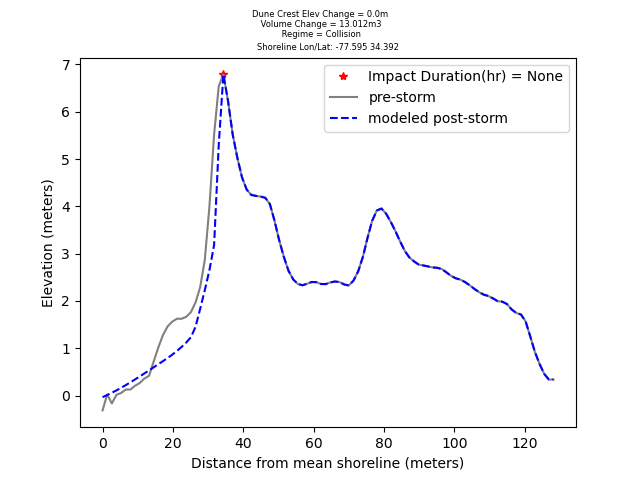 Dune Crest Elev Change = 0.0m
Volume Change = 13.012m3
Regime = Collision
Shoreline Lon/Lat: -77.595 34.392
Impact Duration(hr) = None
pre-storm
modeled post-storm
7
6
5
4
3
2
1
0
Elevation (meters)
0 20 40 60 80 100 120
Distance from mean shoreline (meters)